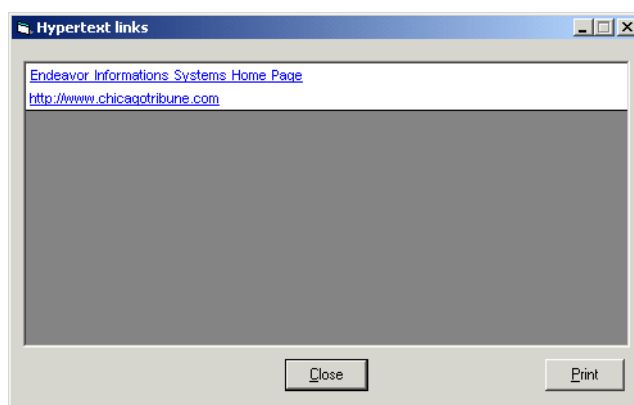 Hypertext links
Endeavor Informations Systems Home Page
http://www.chicagotribune.com
Close
Print